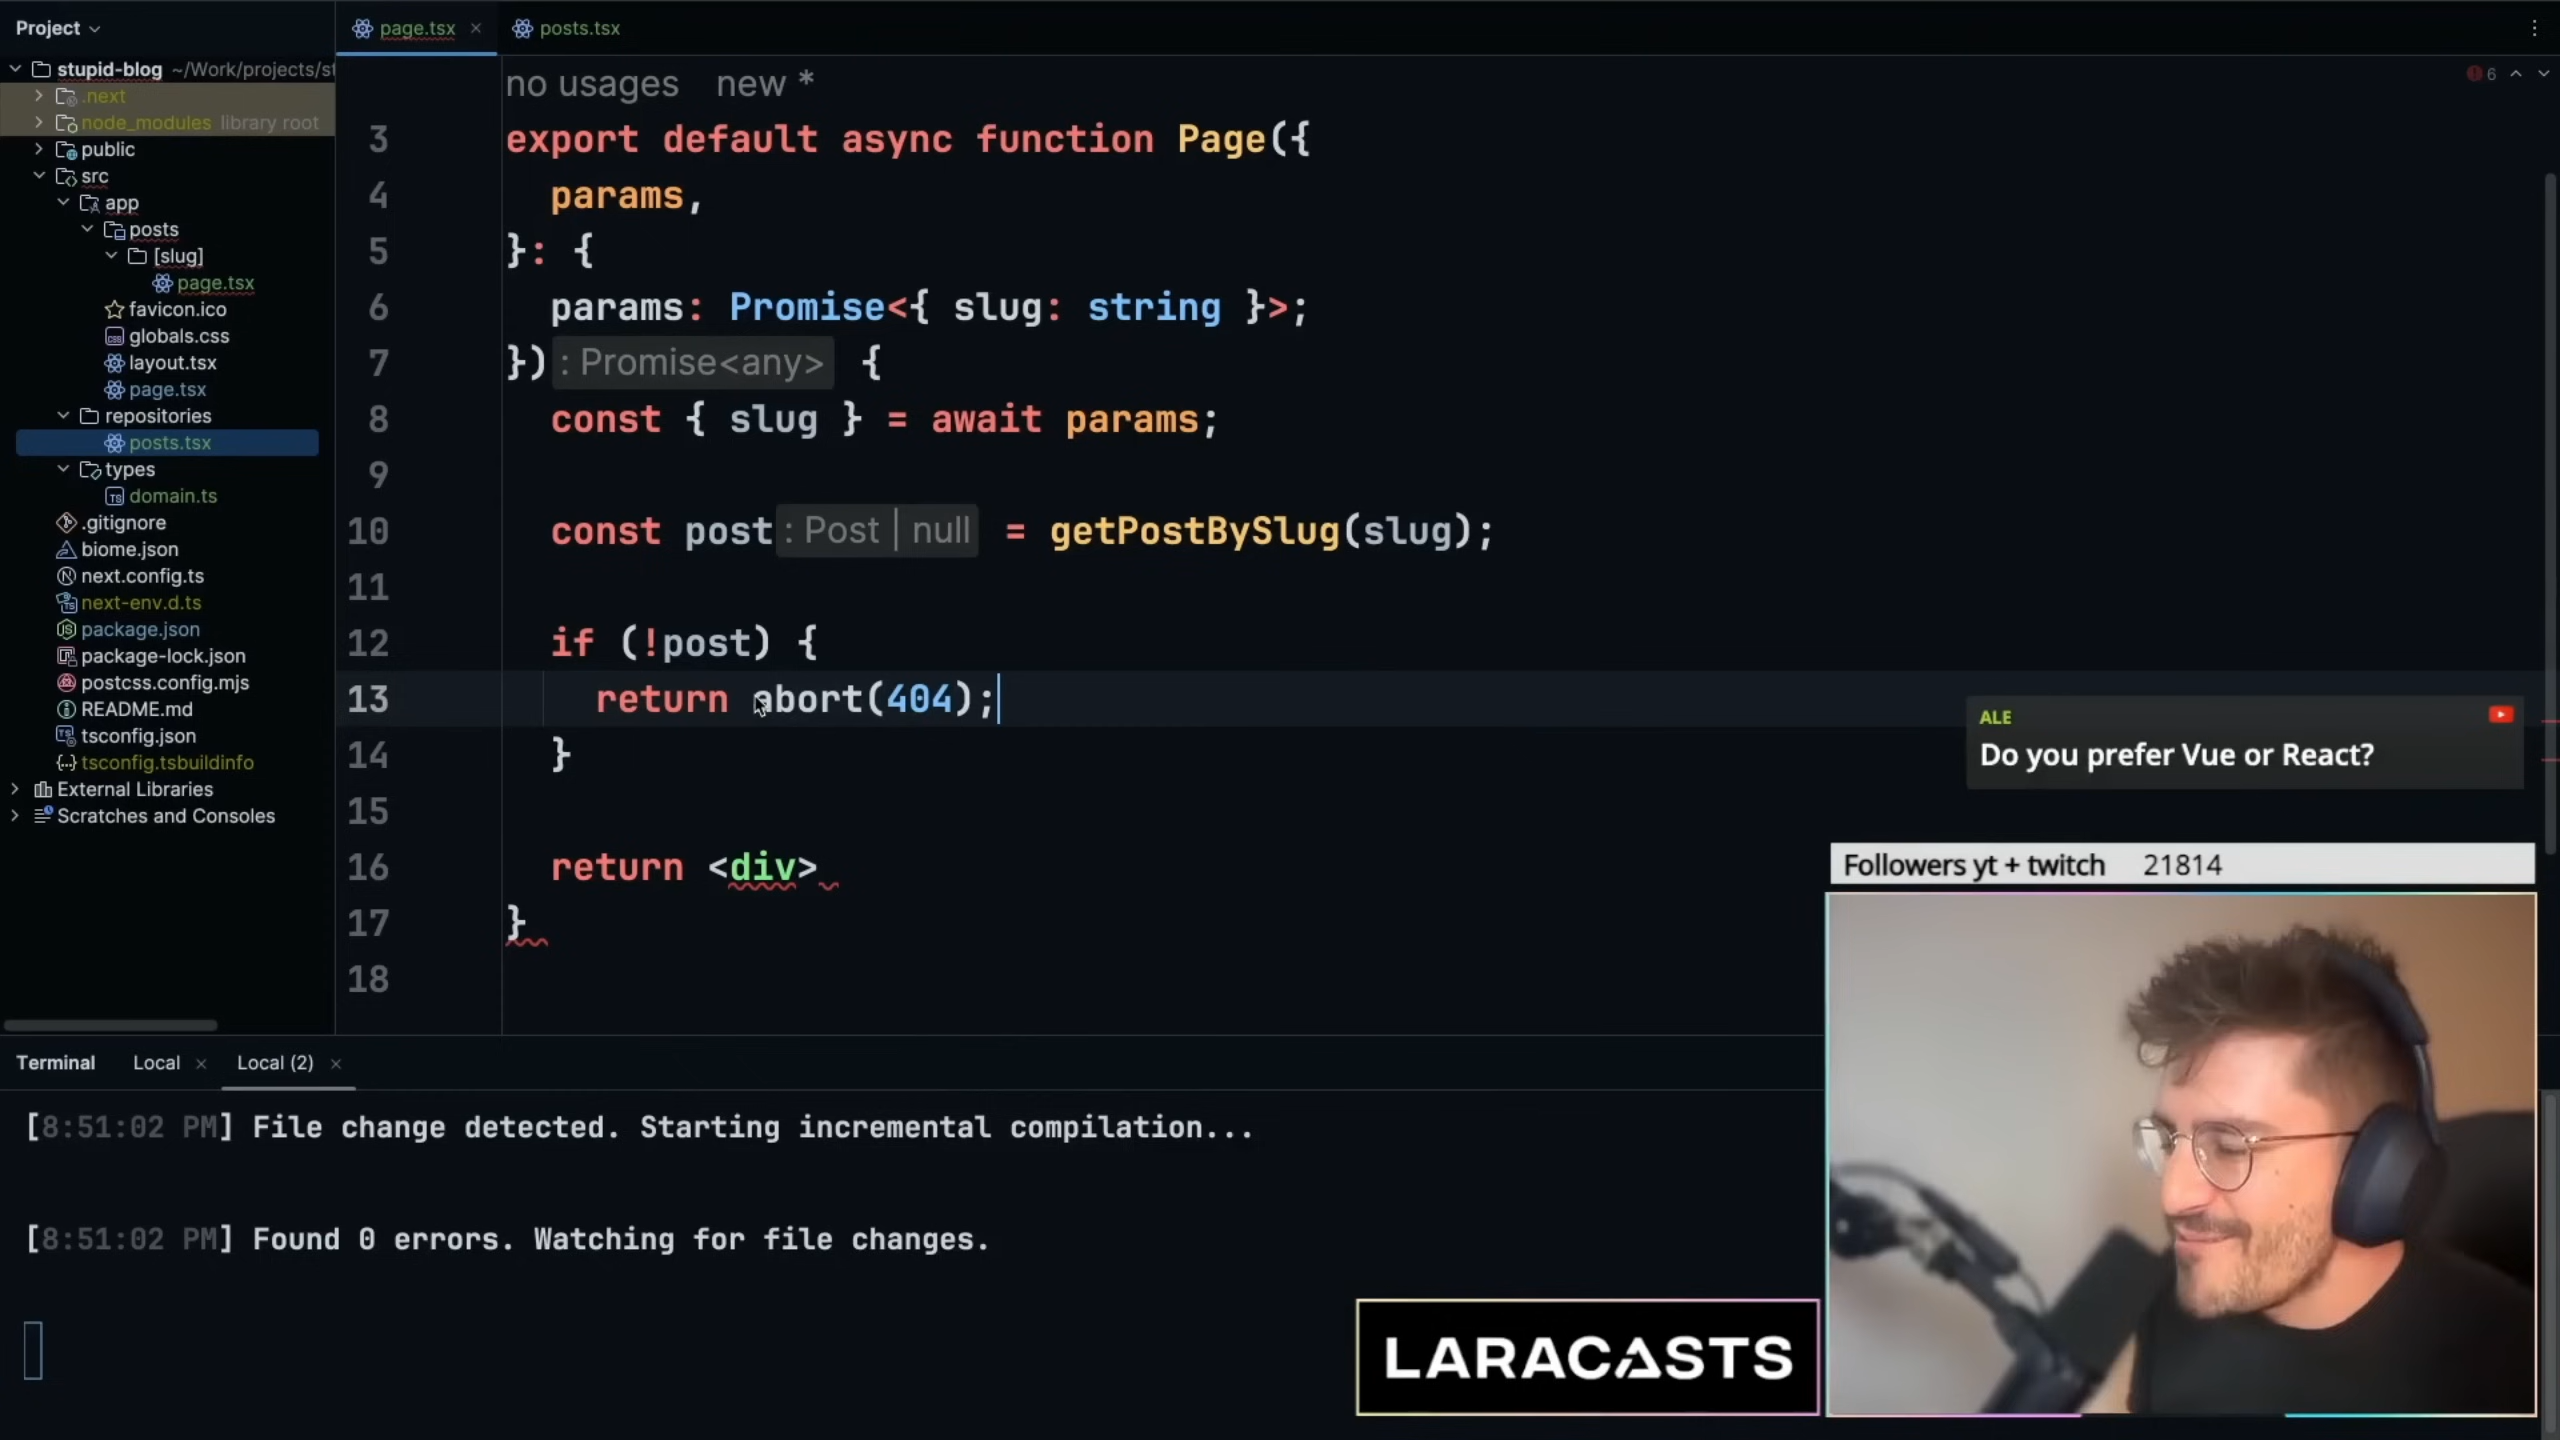 Project
page.tsx
posts.tsx
stupid-blog ~/Work/projects/st
.next
node_modules library root
public
src
app
posts
[slug]
page.tsx
favicon.ico
globals.css
layout.tsx
page.tsx
repositories
posts.tsx
types
domain.ts
.gitignore
biome.json
next.config.ts
next-env.d.ts
package.json
package-lock.json
postcss.config.mjs
README.md
tsconfig.json
tsconfig.tsbuildinfo
External Libraries
Scratches and Consoles
6
no usages new *
3 export default async function Page({
4 params,
5 }: {
6 params: Promise<{ slug: string }>;
7 }) : Promise<any> {
8 const { slug } = await params;
9
10 const post : Post | null = getPostBySlug(slug);
11
12 if (!post) {
13 return abort(404);
14 }
15
16 return <div>
17 }
18
ALE
Do you prefer Vue or React?
Followers yt + twitch 21814
Terminal Local Local (2)
[8:51:02 PM] File change detected. Starting incremental compilation...
[8:51:02 PM] Found 0 errors. Watching for file changes.
LARACASTS